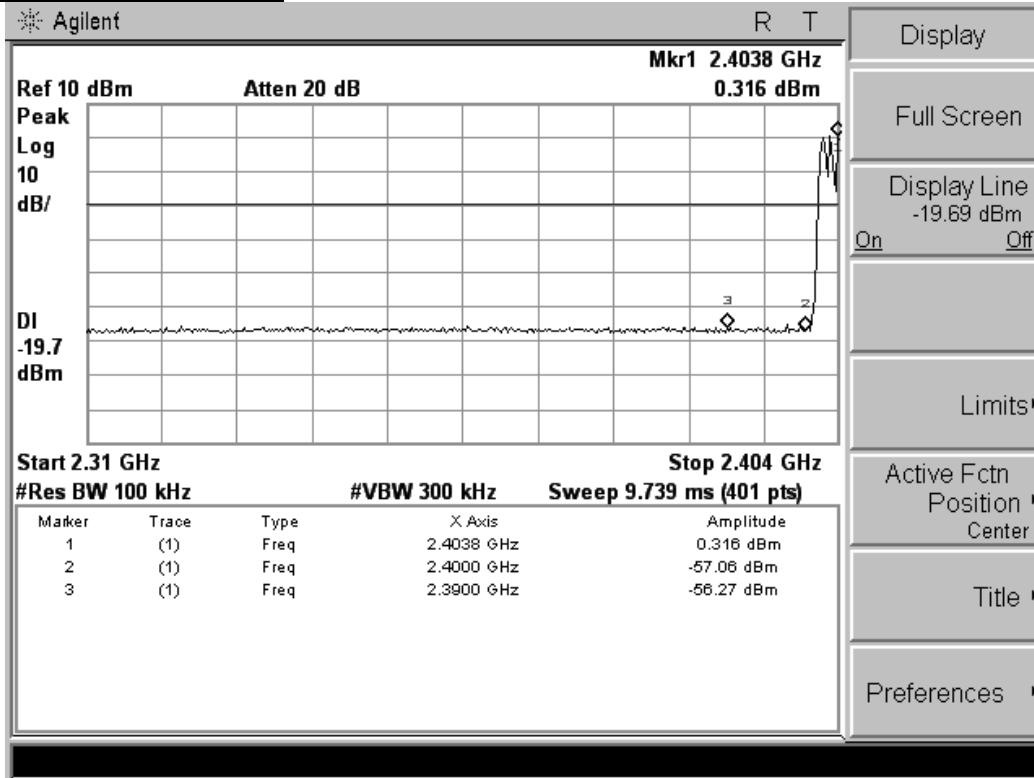 Agilent R T
Mkr1 2.4038 GHz
Ref 10 dBm Atten 20 dB 0.316 dBm
Peak
Log
10
dB/
1
3
2
DI
-19.7
dBm
Start 2.31 GHz Stop 2.404 GHz
#Res BW 100 kHz #VBW 300 kHz Sweep 9.739 ms (401 pts)
Marker Trace Type X Axis Amplitude
1 (1) Freq 2.4038 GHz 0.316 dBm
2 (1) Freq 2.4000 GHz -57.06 dBm
3 (1) Freq 2.3900 GHz -56.27 dBm
Display
Full Screen
Display Line
-19.69 dBm
On Off
Limits
Active Fctn
Position
Center
Title
Preferences